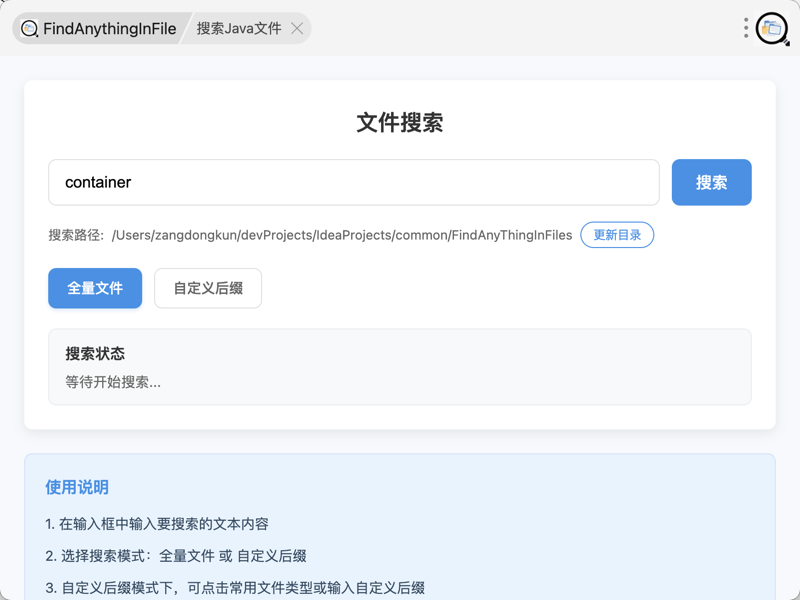 FindAnythingInFile 搜索Java文件
文件搜索
container 搜索
搜索路径: /Users/zangdongkun/devProjects/IdeaProjects/common/FindAnyThingInFiles 更新目录
全量文件 自定义后缀
搜索状态
等待开始搜索...
使用说明
1. 在输入框中输入要搜索的文本内容
2. 选择搜索模式：全量文件 或 自定义后缀
3. 自定义后缀模式下，可点击常用文件类型或输入自定义后缀